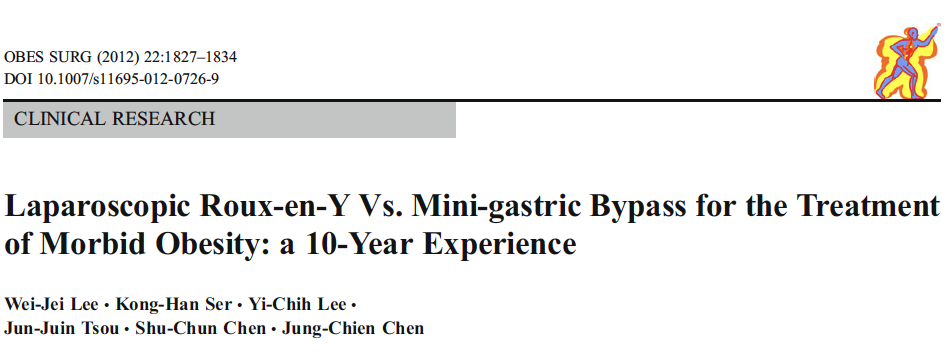 OBES SURG (2012) 22:1827–1834
DOI 10.1007/s11695-012-0726-9
CLINICAL RESEARCH
Laparoscopic Roux-en-Y Vs. Mini-gastric Bypass for the Treatment
of Morbid Obesity: a 10-Year Experience
Wei-Jei Lee · Kong-Han Ser · Yi-Chih Lee ·
Jun-Juin Tsou · Shu-Chun Chen · Jung-Chien Chen